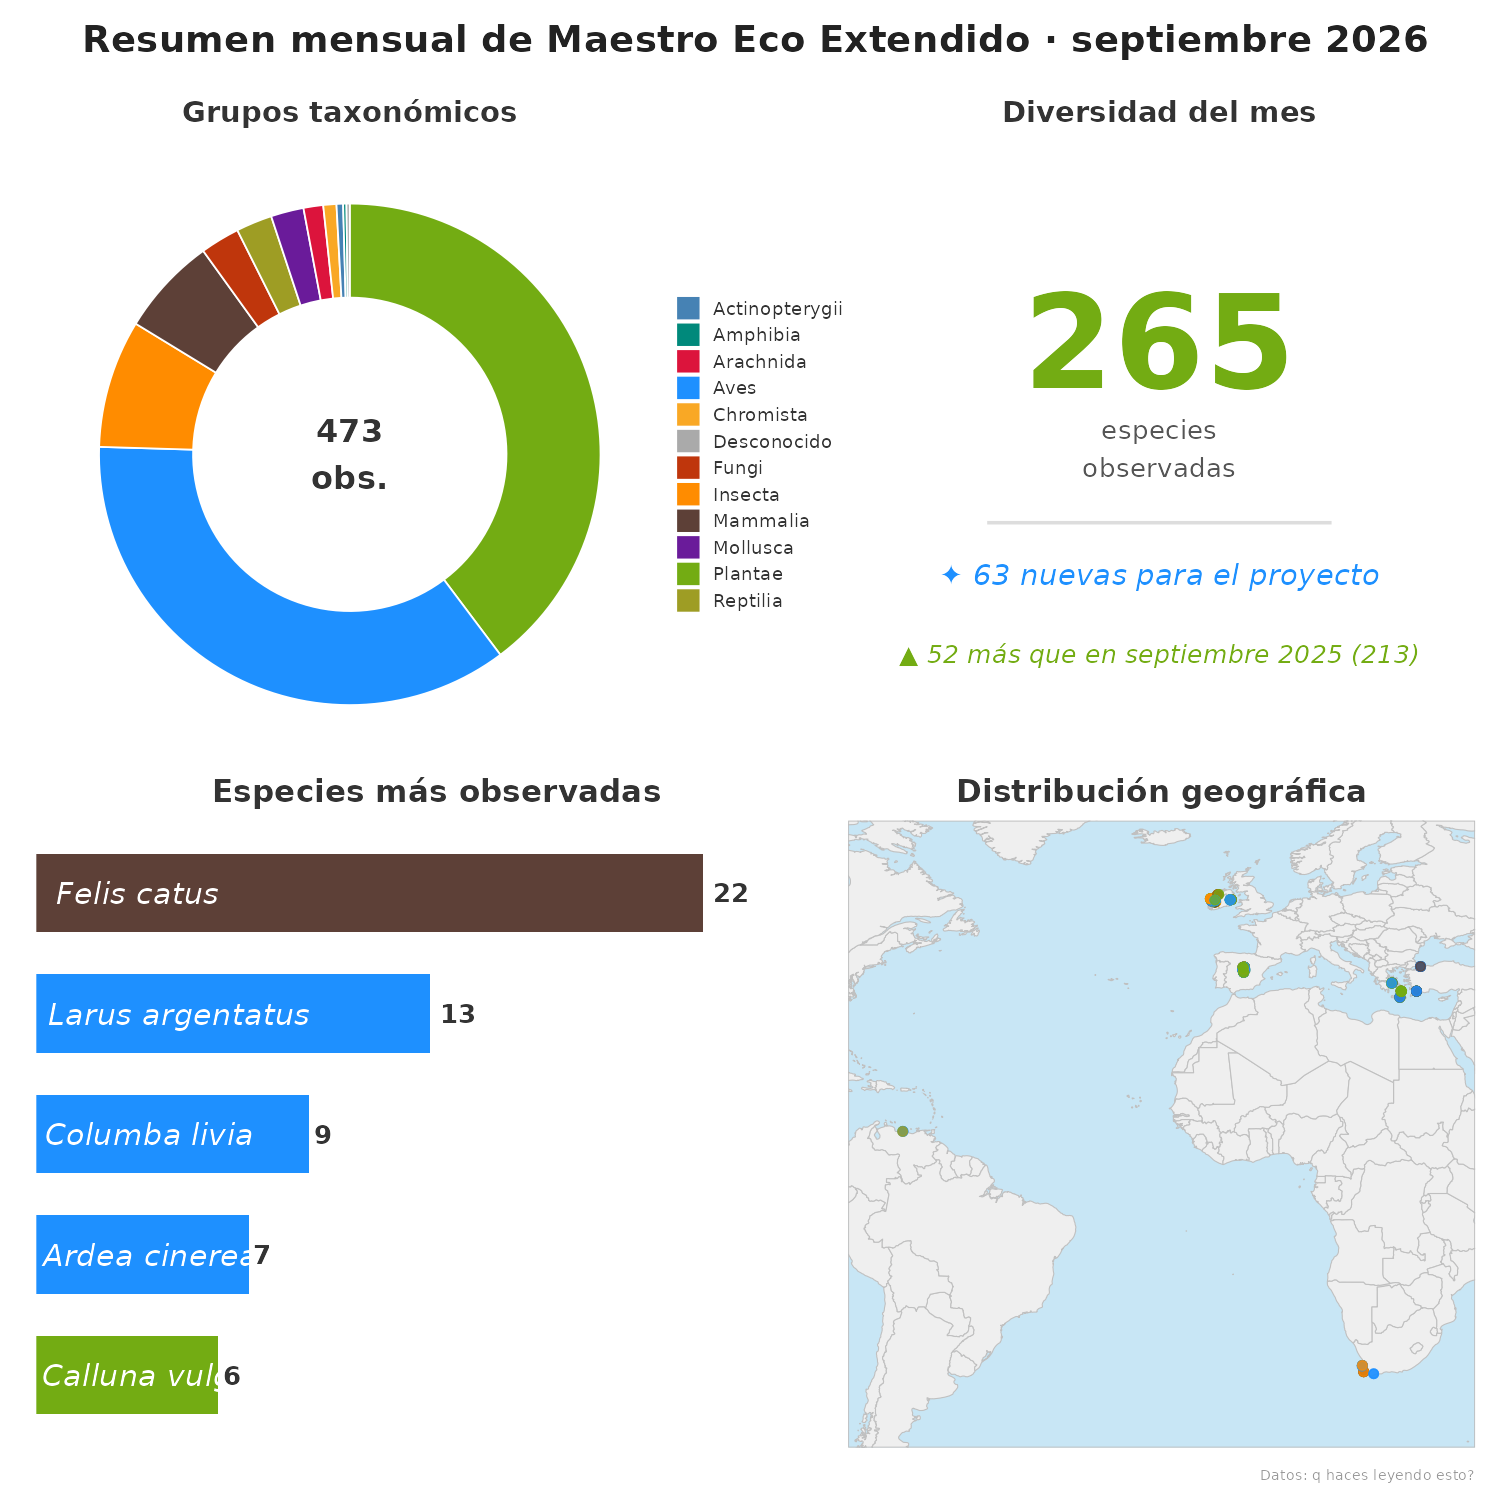 Resumen mensual de Maestro Eco Extendido · septiembre 2026
Grupos taxonómicos
473
obs.
Actinopterygii
Amphibia
Arachnida
Aves
Chromista
Desconocido
Fungi
Insecta
Mammalia
Mollusca
Plantae
Reptilia
Diversidad del mes
265
especies
observadas
✦ 63 nuevas para el proyecto
▲ 52 más que en septiembre 2025 (213)
Especies más observadas
Felis catus 22
Larus argentatus 13
Columba livia 9
Ardea cinerea 7
Calluna vulg 6
Distribución geográfica
Datos: q haces leyendo esto?